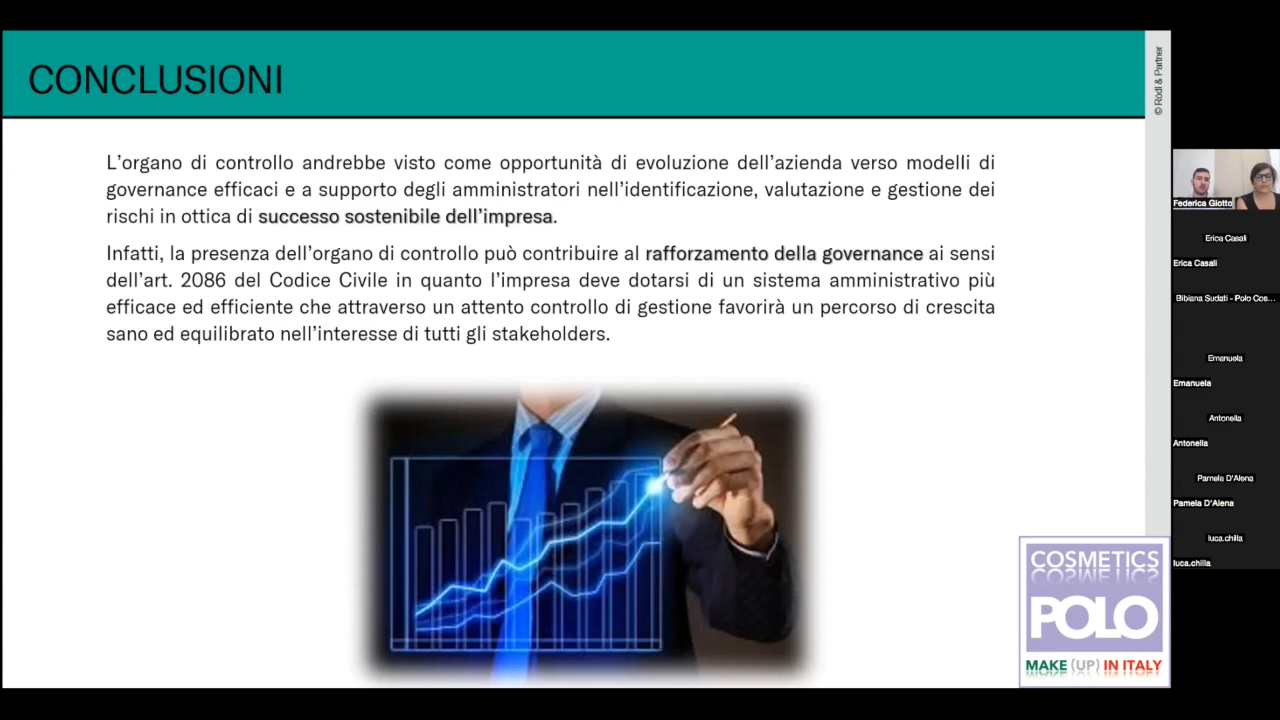 CONCLUSIONI
© Rödl & Partner
L'organo di controllo andrebbe visto come opportunità di evoluzione dell'azienda verso modelli di
governance efficaci e a supporto degli amministratori nell'identificazione, valutazione e gestione dei
rischi in ottica di successo sostenibile dell'impresa.
Infatti, la presenza dell'organo di controllo può contribuire al rafforzamento della governance ai sensi
dell'art. 2086 del Codice Civile in quanto l'impresa deve dotarsi di un sistema amministrativo più
efficace ed efficiente che attraverso un attento controllo di gestione favorirà un percorso di crescita
sano ed equilibrato nell'interesse di tutti gli stakeholders.
COSMETICS
POLO
MAKE (UP) IN ITALY
Federica Giotto
Erica Casali
Erica Casali
Bibiana Sudati - Polo Cos...
Emanuela
Emanuela
Antonella
Antonella
Pamela D'Alena
Pamela D'Alena
luca.chilla
luca.chilla